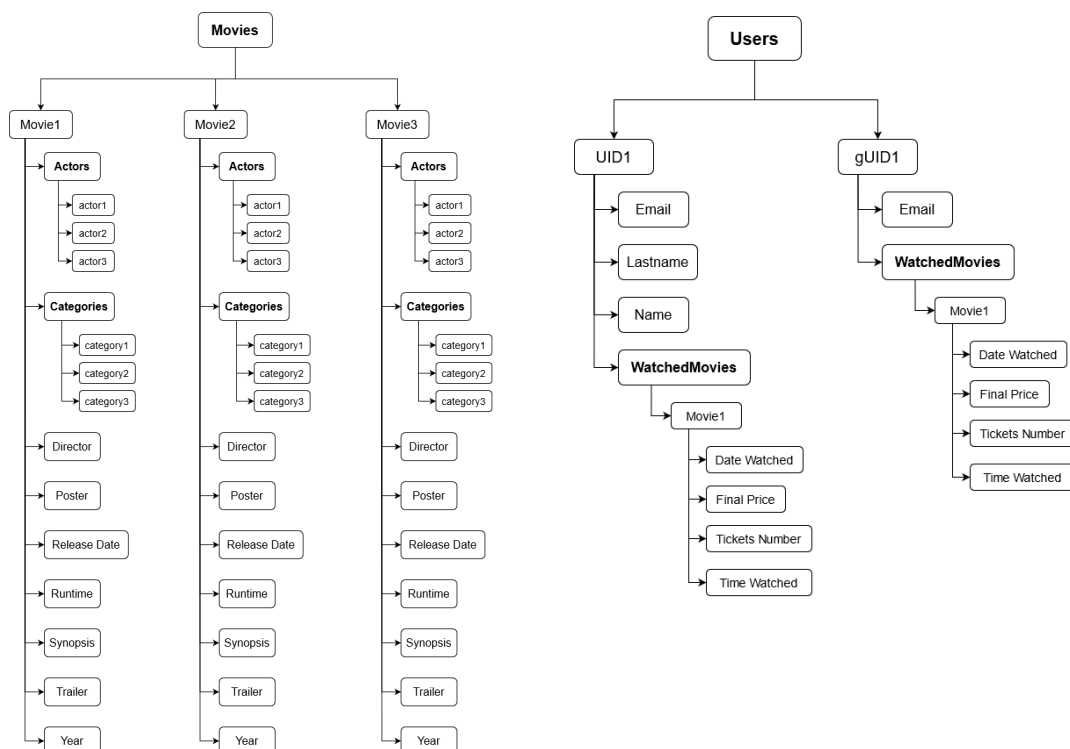 Movies
Movie1
Actors
actor1
actor2
actor3
Categories
category1
category2
category3
Director
Poster
Release Date
Runtime
Synopsis
Trailer
Year
Movie2
Actors
actor1
actor2
actor3
Categories
category1
category2
category3
Director
Poster
Release Date
Runtime
Synopsis
Trailer
Year
Movie3
Actors
actor1
actor2
actor3
Categories
category1
category2
category3
Director
Poster
Release Date
Runtime
Synopsis
Trailer
Year
Users
UID1
Email
Lastname
Name
WatchedMovies
Movie1
Date Watched
Final Price
Tickets Number
Time Watched
gUID1
Email
WatchedMovies
Movie1
Date Watched
Final Price
Tickets Number
Time Watched